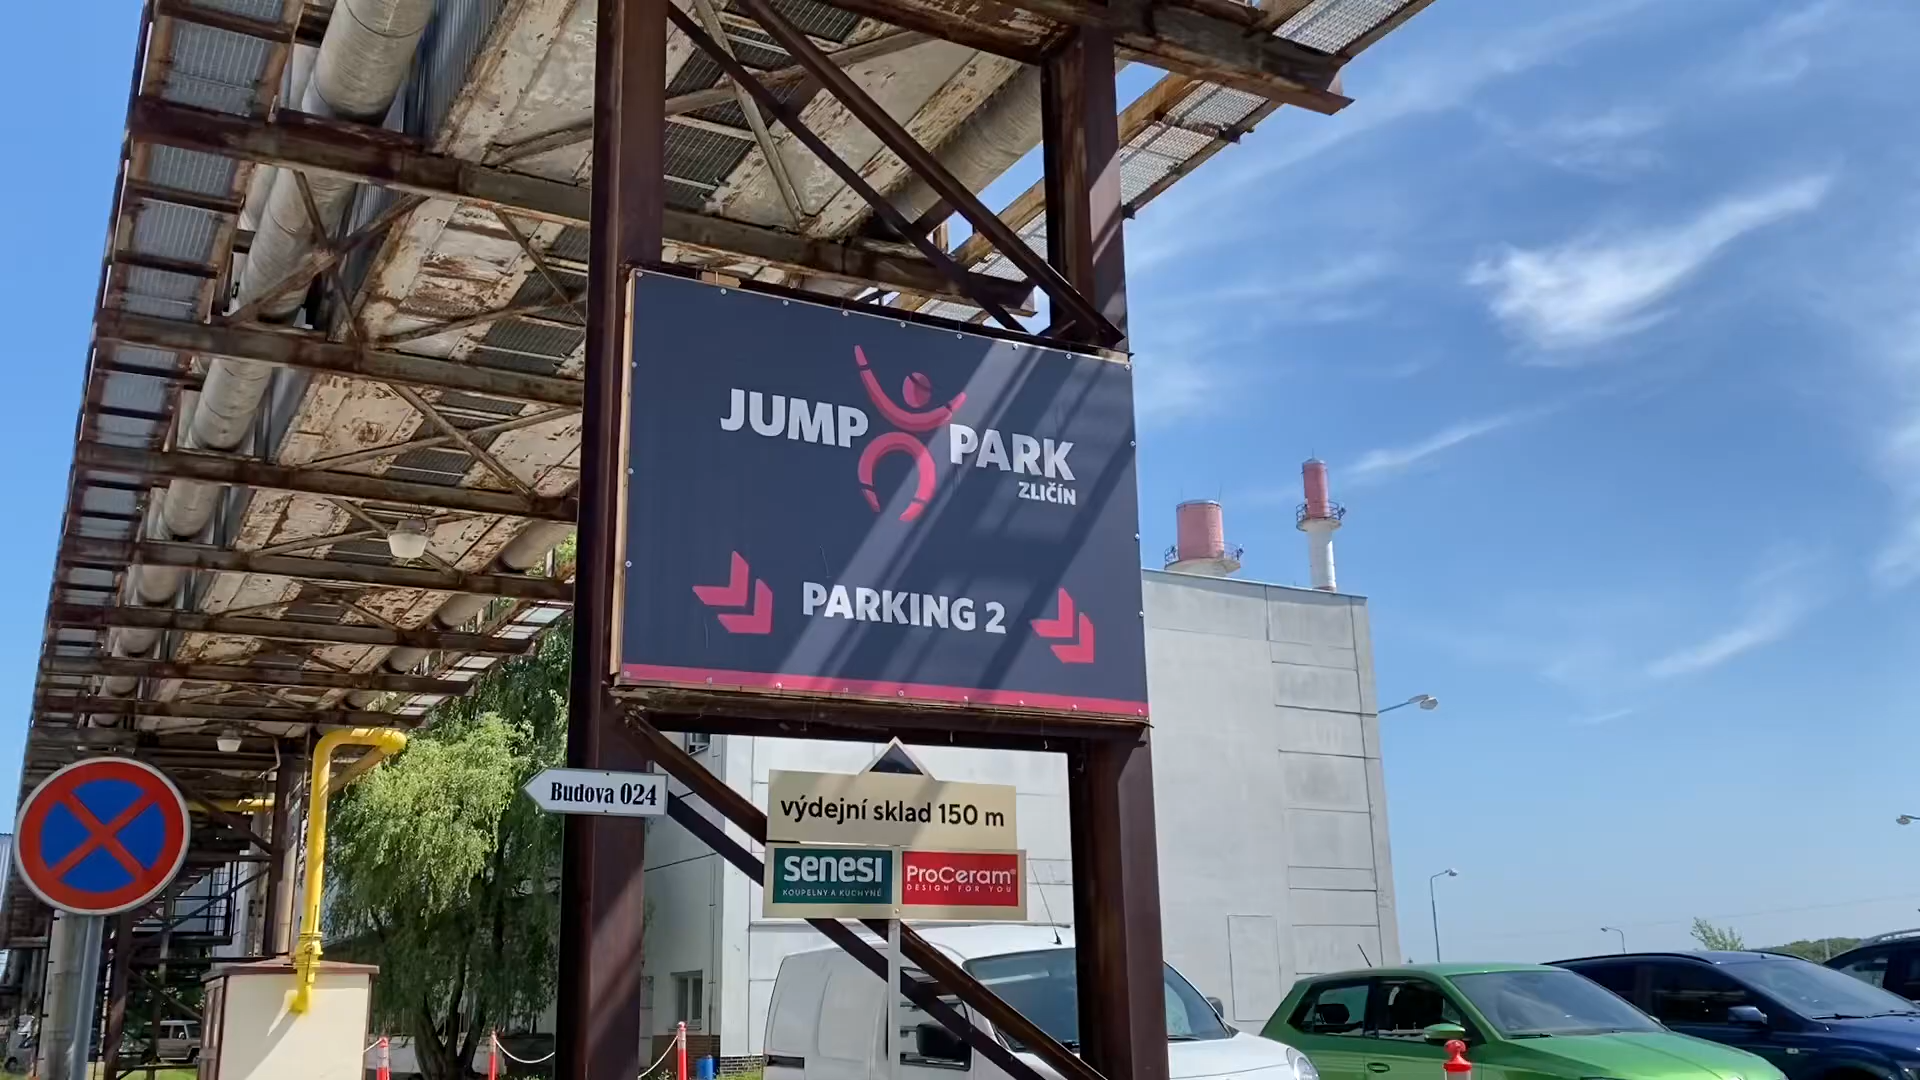 JUMP PARK
ZLIČÍN
PARKING 2
Budova 024
výdejní sklad 150 m
senesi
KOUPELNY A KUCHYNĚ
ProCeram®
DESIGN FOR YOU